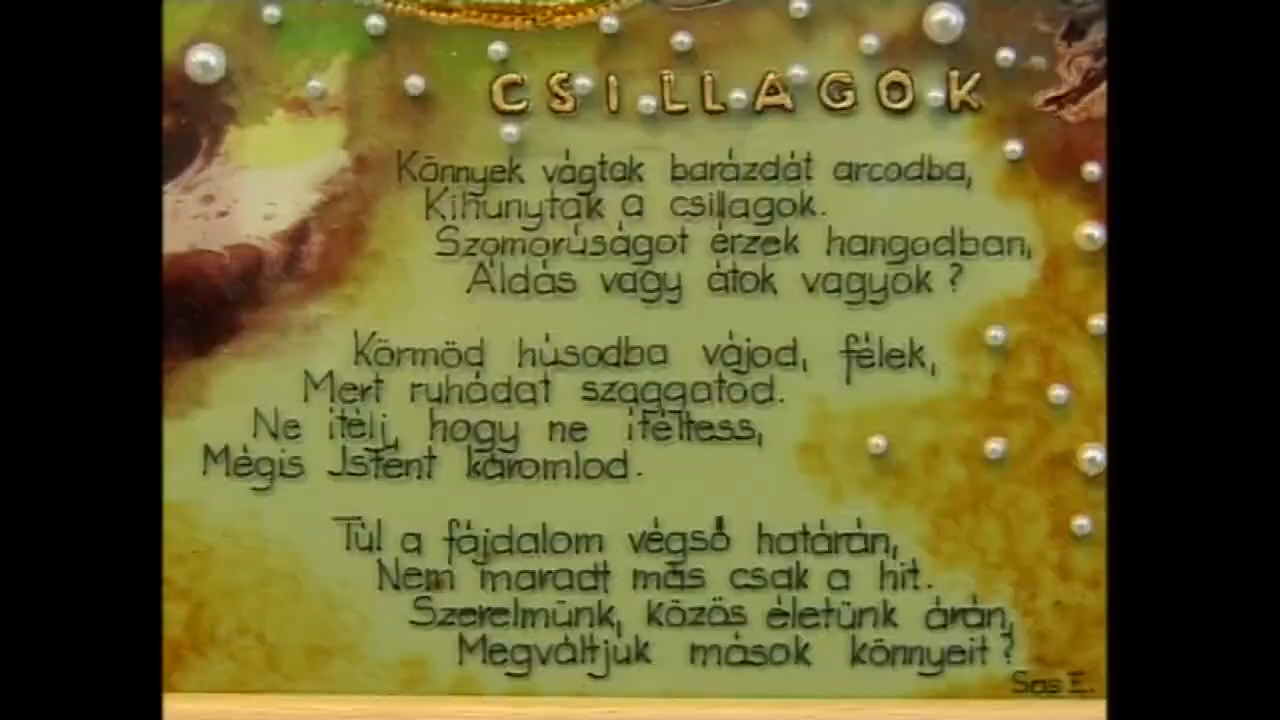 CSILLAGOK
Könnyek vágtak barázdát arcodba,
Kihunytak a csillagok.
Szomorúságot érzek hangodban,
Áldás vagy átok vagyok?
Körmöd húsodba vájod, félek,
Mert ruhádat szaggatod.
Ne ítélj, hogy ne ítéltess,
Mégis Istent káromlod.
Túl a fájdalom végső határán,
Nem maradt más csak a hit.
Szerelmünk, közös életünk árán,
Megváltjuk mások könnyeit?
Sas E.